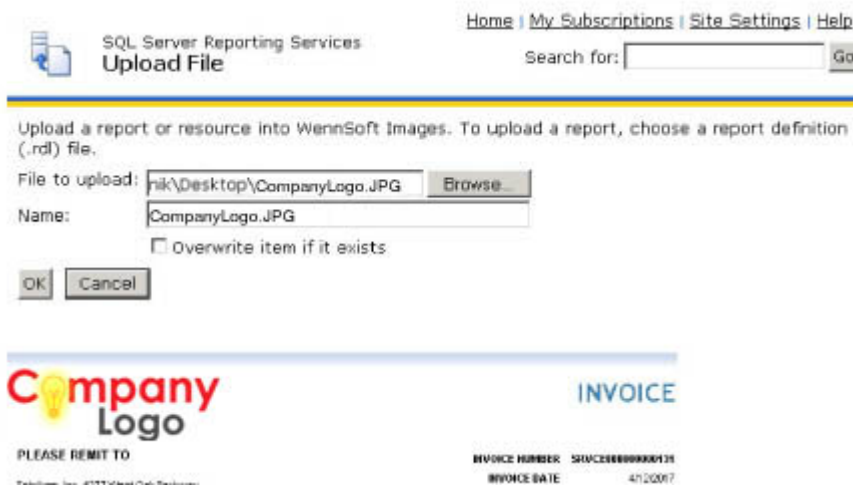 Home | My Subscriptions | Site Settings | Help
SQL Server Reporting Services
Upload File
Search for:
Go
Upload a report or resource into WennSoft Images. To upload a report, choose a report definition
(.rdl) file.
File to upload: nik\Desktop\CompanyLogo.JPG Browse...
Name: CompanyLogo.JPG
Overwrite item if it exists
OK Cancel
Company
Logo
INVOICE
PLEASE REMIT TO
INVOICE NUMBER
INVOICE DATE 4/12/2017